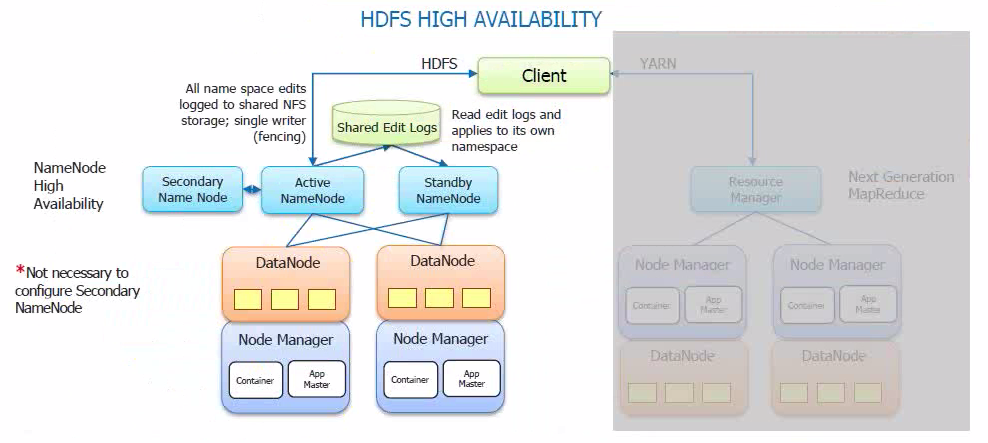 HDFS HIGH AVAILABILITY
HDFS
Client
YARN
All name space edits
logged to shared NFS
storage; single writer
(fencing)
Shared Edit Logs
Read edit logs and
applies to its own
namespace
NameNode
High
Availability
Secondary
Name Node
Active
NameNode
Standby
NameNode
Resource
Manager
Next Generation
MapReduce
*Not necessary to
configure Secondary
NameNode
DataNode
DataNode
Node Manager
Container
App
Master
Node Manager
Container
App
Master
Node Manager
Container
App
Master
Node Manager
Container
App
Master
DataNode
DataNode